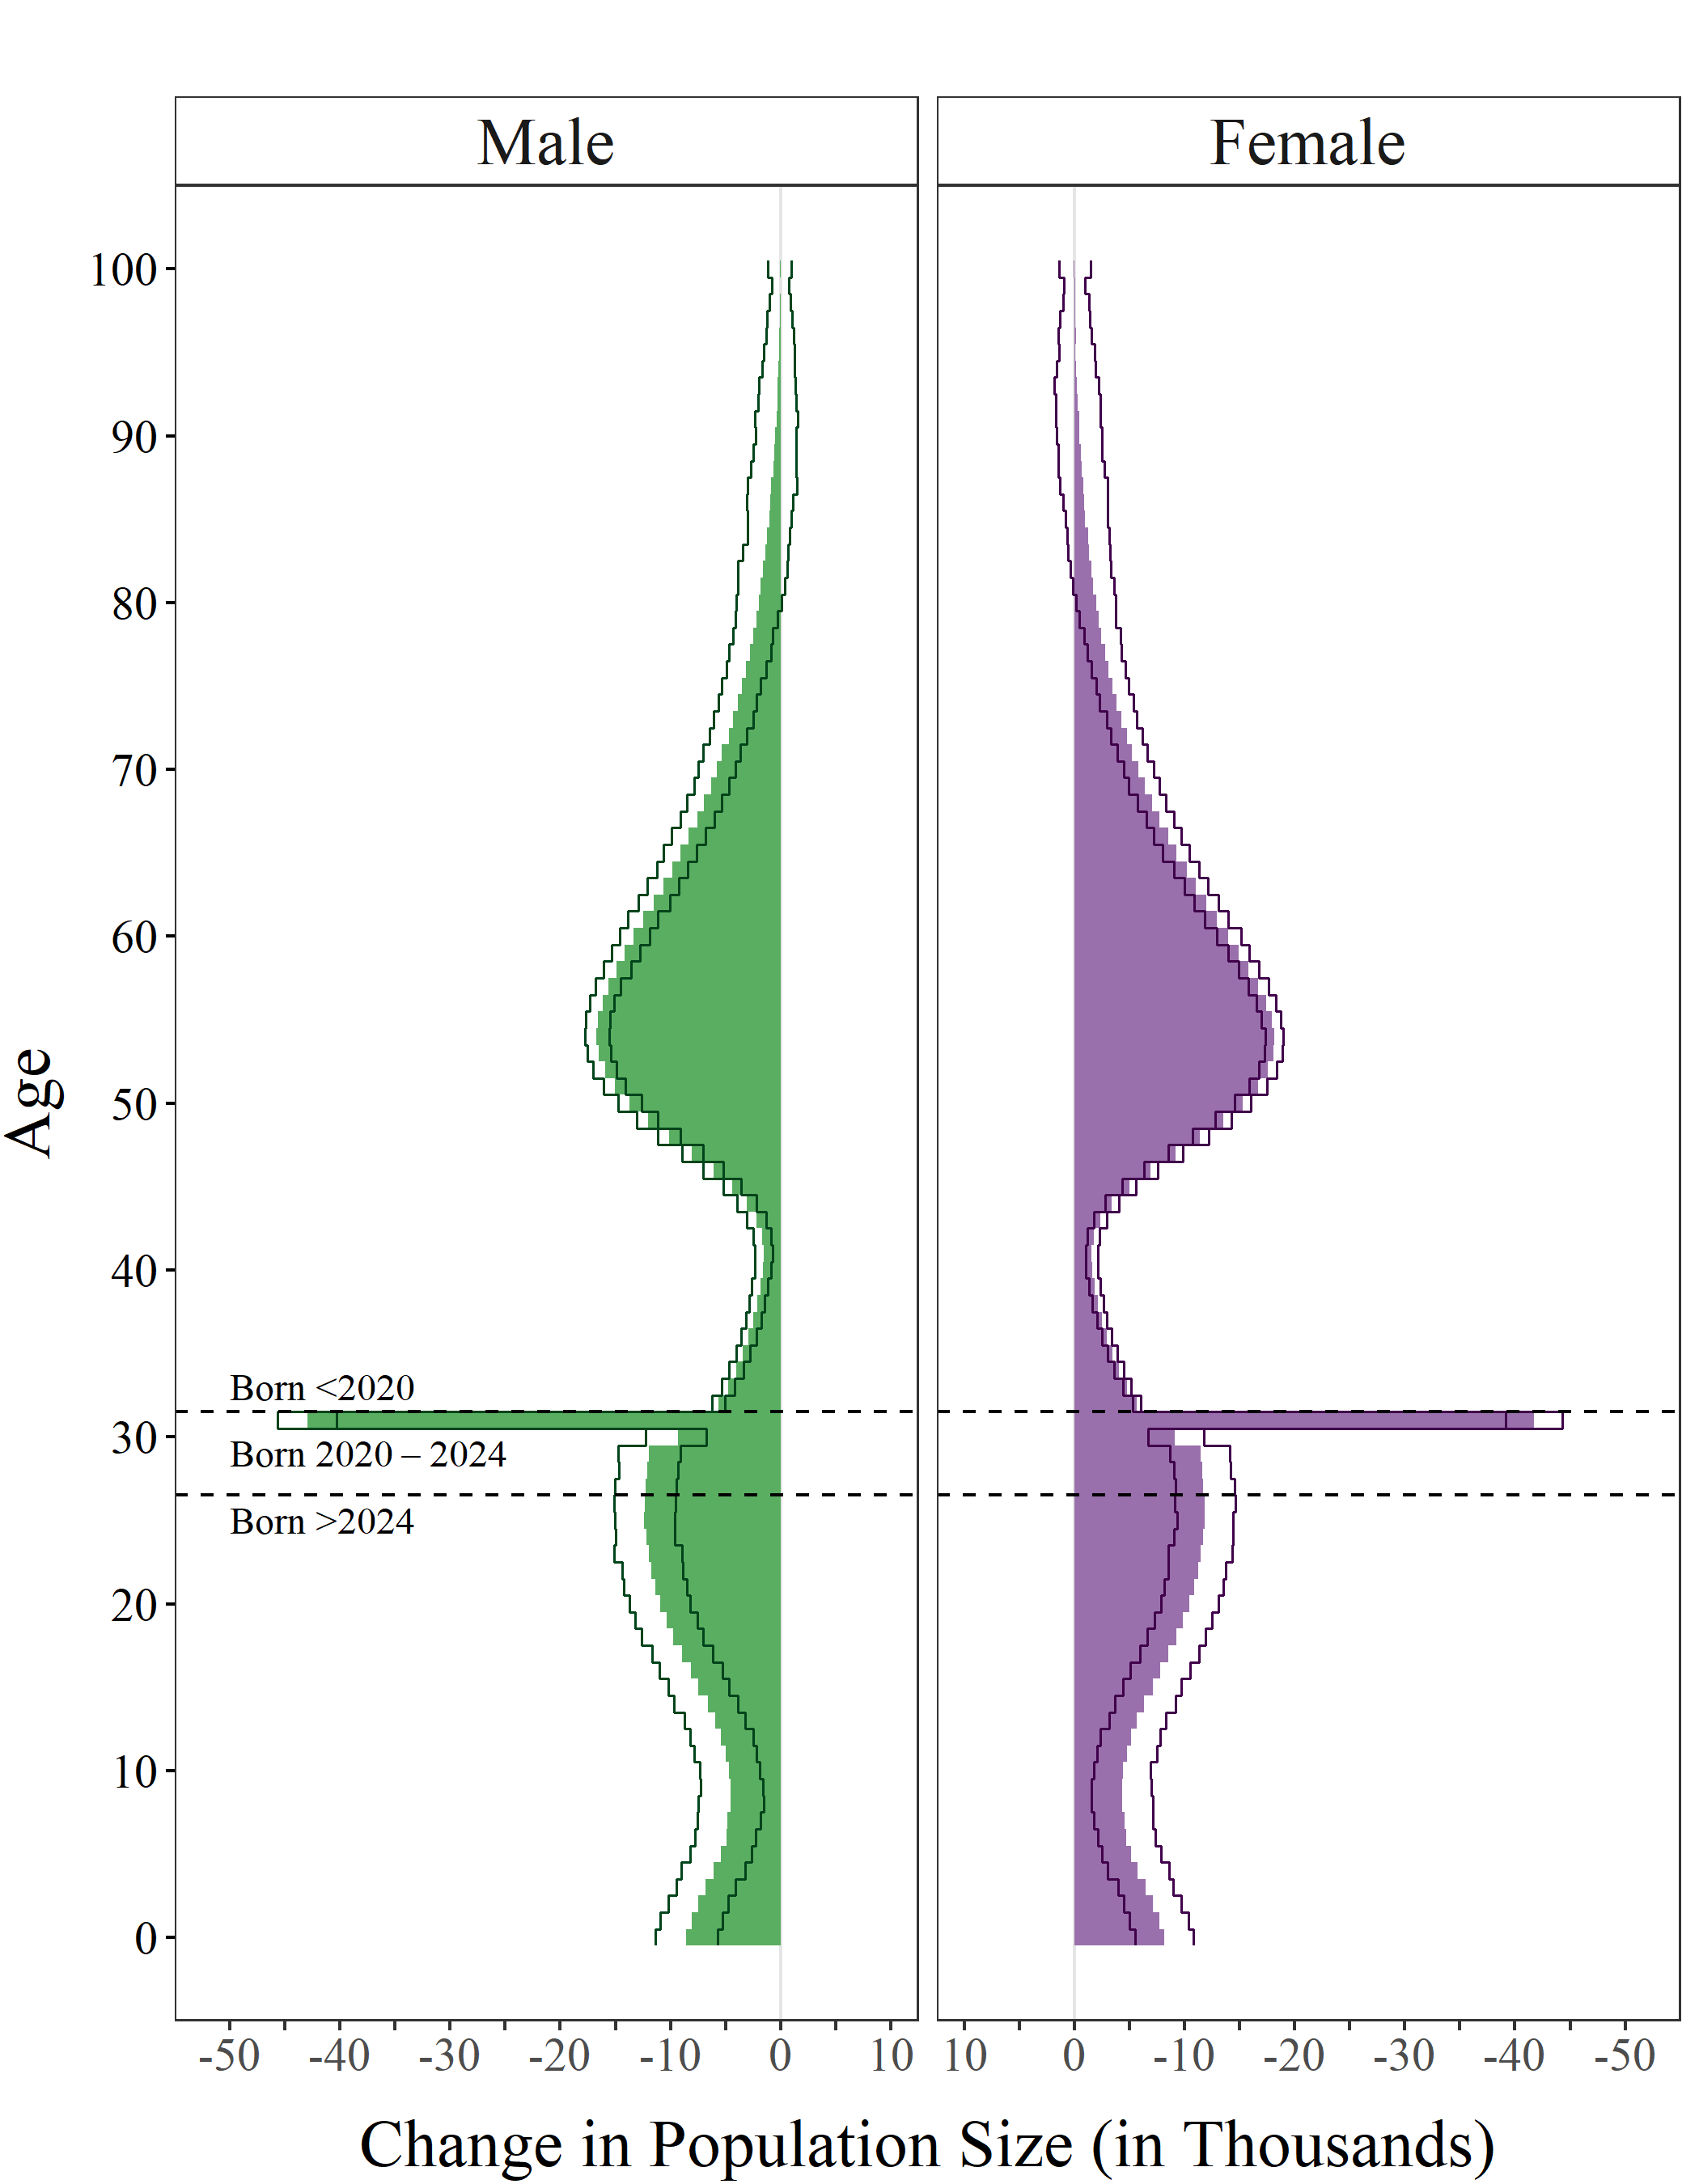 Male Female
100
90
80
70
60
50
40
Born <2020
30
Born 2020 – 2024
Born >2024
20
10
0
Age
-50 -40 -30 -20 -10 0 10 10 0 -10 -20 -30 -40 -50
Change in Population Size (in Thousands)